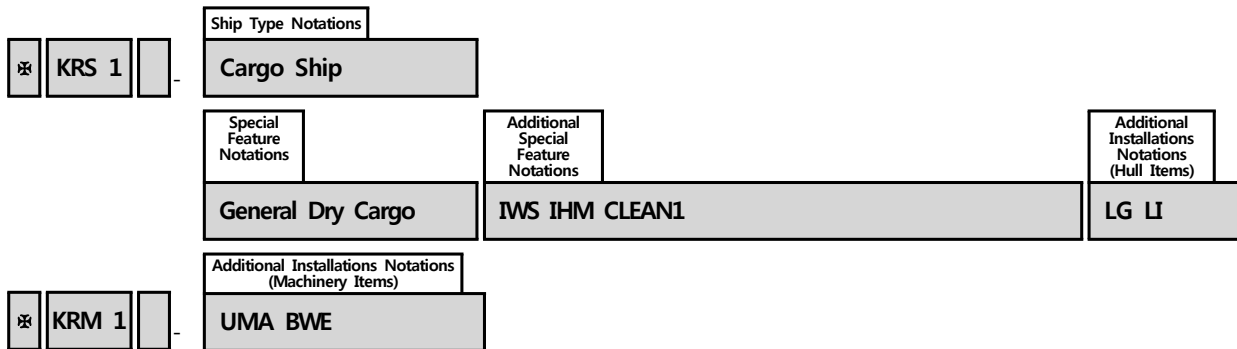 Ship Type Notations
✠ KRS 1 - Cargo Ship
Special
Feature
Notations
Additional
Special
Feature
Notations
Additional
Installations
Notations
(Hull Items)
General Dry Cargo IWS IHM CLEAN1 LG LI
Additional Installations Notations
(Machinery Items)
✠ KRM 1 - UMA BWE